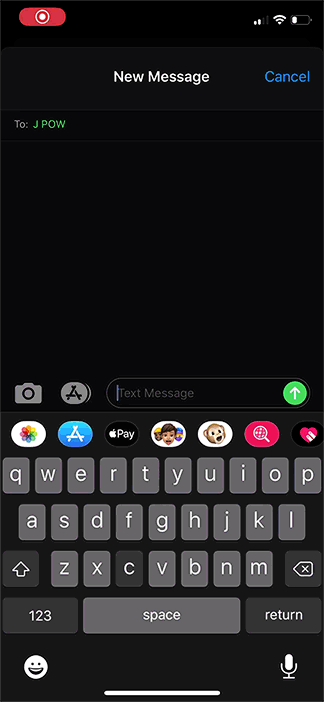 New Message
Cancel
To: J POW
Text Message
Pay
q w e r t y u i o p
a s d f g h j k l
z x c v b n m
123 space return